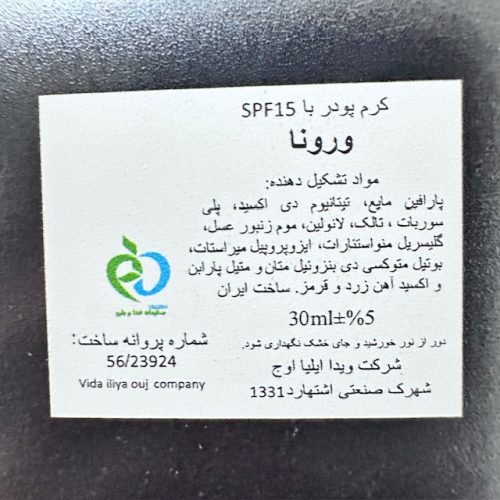 کرم پودر با SPF15
ورونا
مواد تشکیل دهنده:
پارافین مایع، تیتانیوم دی اکسید، پلی
سوربات ، تالک، لانولین، موم زنبور عسل،
گلیسریل منواستئارات، ایزوپروپیل میراستات،
بوتیل متوکسی دی بنزوئیل متان و متیل پارابن
و اکسید آهن زرد و قرمز. ساخت ایران
30ml±%5
دور از نور خورشید و جای خشک نگهداری شود.
شرکت ویدا ایلیا اوج
شهرک صنعتی اشتهارد1331
سازمان غذا و دارو
شماره پروانه ساخت:
56/23924
Vida iliya ouj company